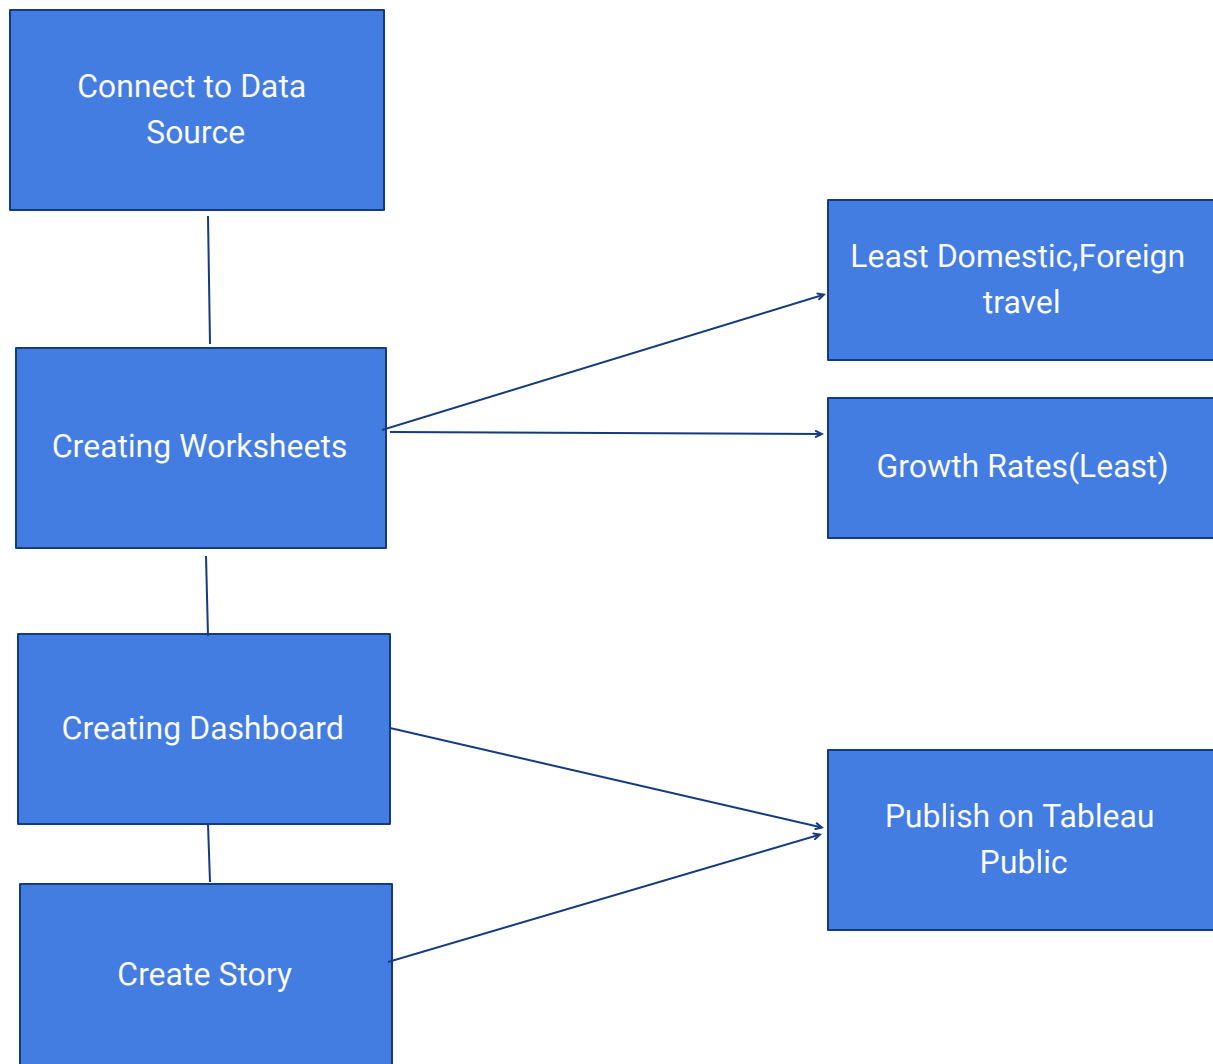 Connect to Data
Source
Least Domestic,Foreign
travel
Creating Worksheets
Growth Rates(Least)
Creating Dashboard
Publish on Tableau
Public
Create Story